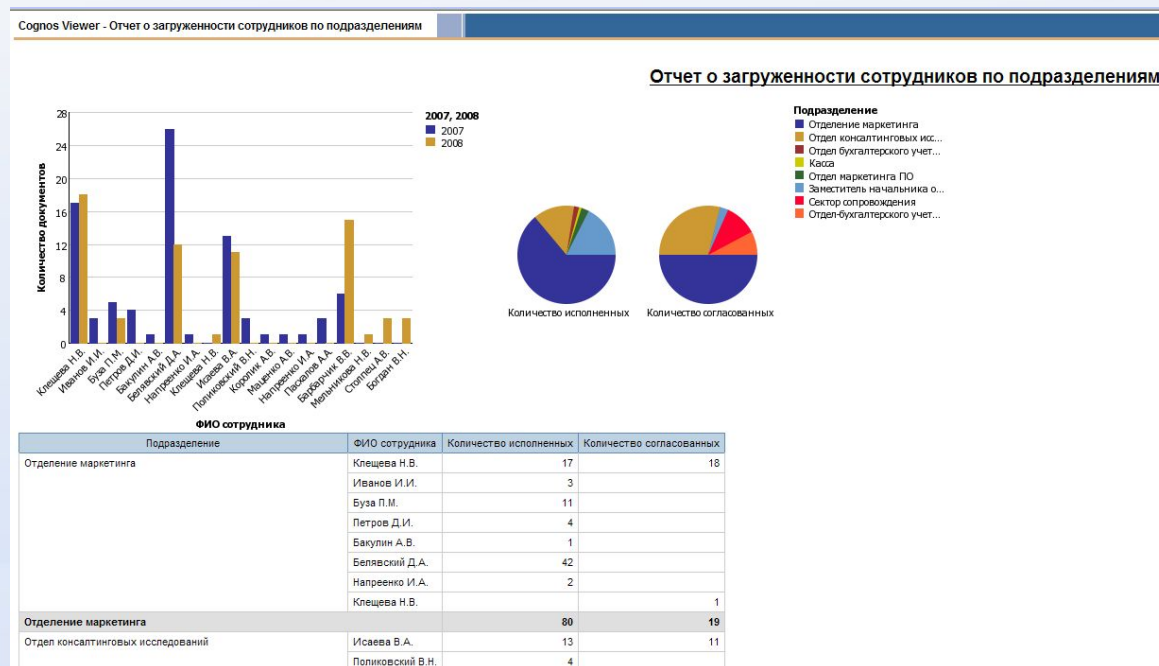 Cognos Viewer - Отчет о загруженности сотрудников по подразделениям
Отчет о загруженности сотрудников по подразделениям
28
24
20
16
12
8
4
0
Количество документов
2007, 2008
2007
2008
Клещева Н.В.
Иванов И.И.
Буза П.М.
Петров Д.И.
Бакулин А.В.
Белявский Д.А.
Напреенко И.А.
Клещева Н.В.
Исаева В.А.
Поликовский В.Н.
Королик А.В.
Маценко А.В.
Напреенко И.А.
Пасхалов А.А.
Барбарчик В.В.
Мельникова Н.В.
Стоппец А.В.
Богдан В.Н.
ФИО сотрудника
Количество исполненных
Количество согласованных
Подразделение
Отделение маркетинга
Отдел консалтинговых исс...
Отдел бухгалтерского учет...
Касса
Отдел маркетинга ПО
Заместитель начальника о...
Сектор сопровождения
Отдел-бухгалтерского учет...
Подразделение ФИО сотрудника Количество исполненных Количество согласованных
Отделение маркетинга Клещева Н.В. 17 18
Иванов И.И. 3
Буза П.М. 11
Петров Д.И. 4
Бакулин А.В. 1
Белявский Д.А. 42
Напреенко И.А. 2
Клещева Н.В. 1
Отделение маркетинга 80 19
Отдел консалтинговых исследований Исаева В.А. 13 11
Поликовский В.Н. 4